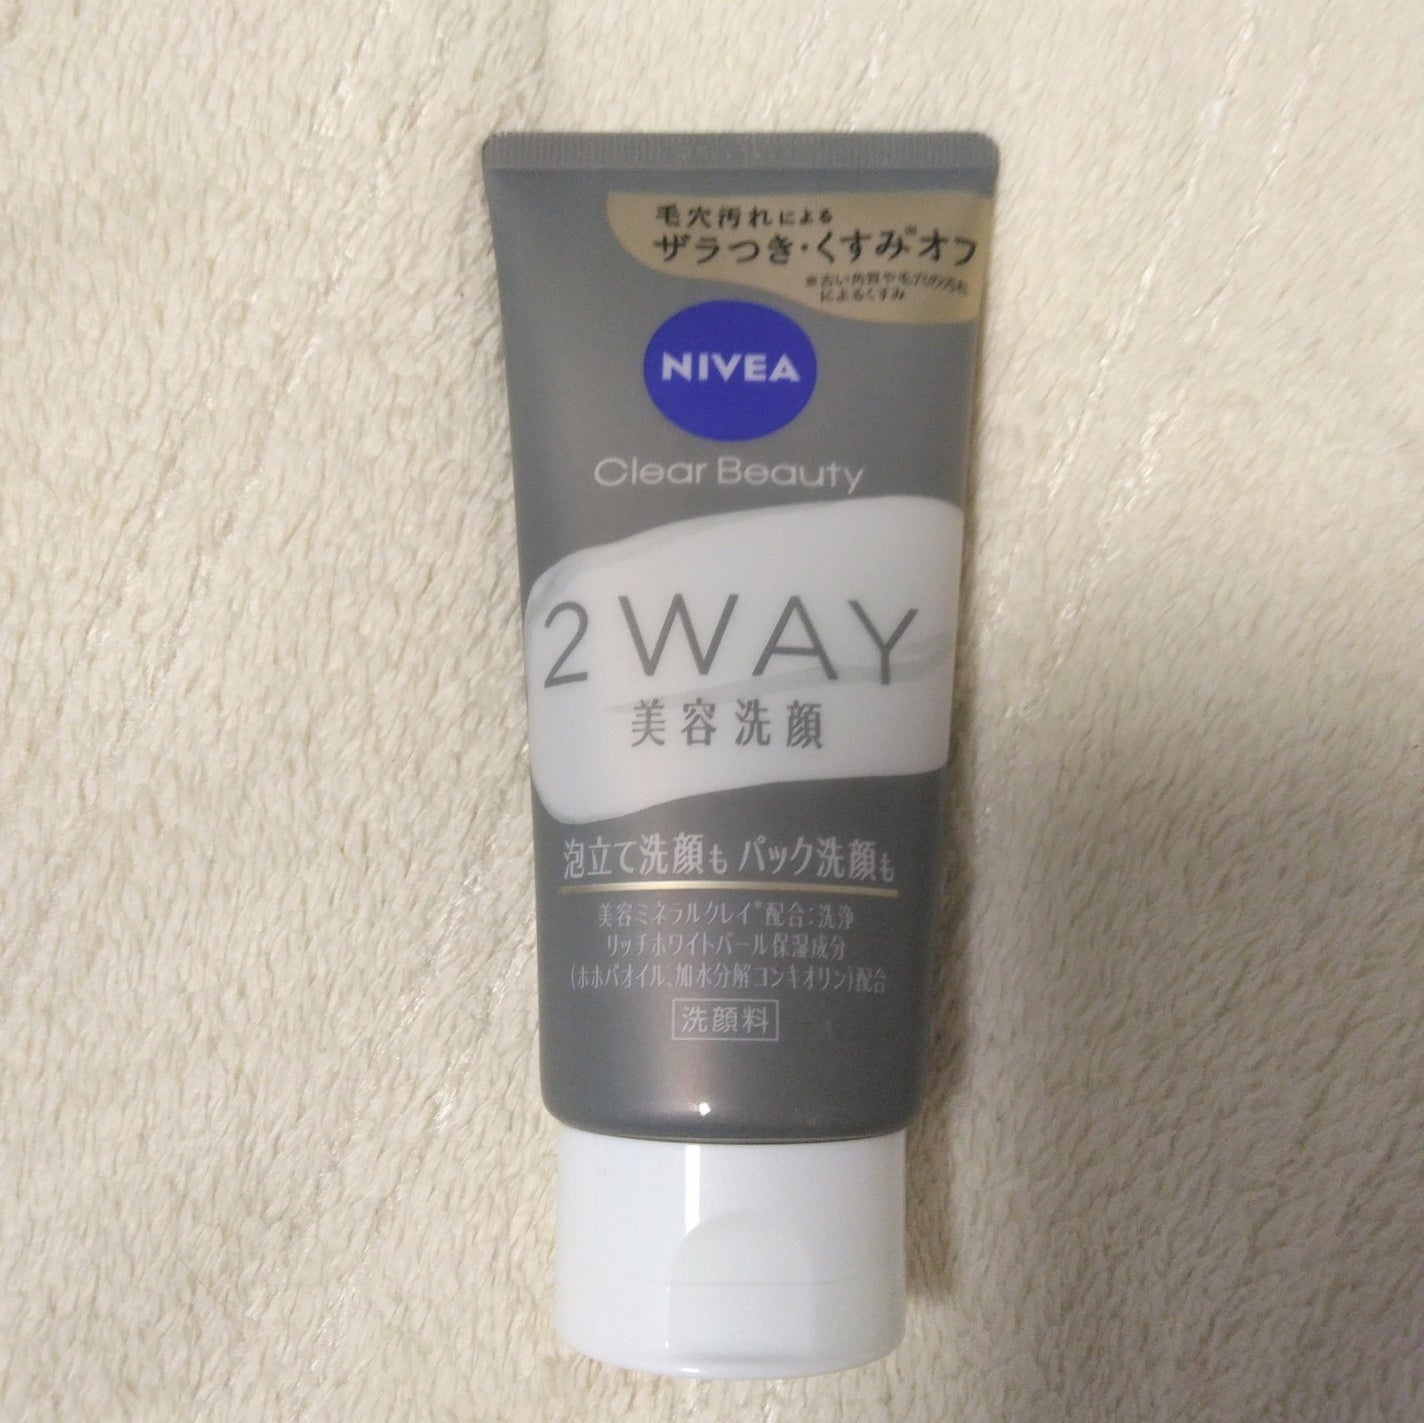 毛穴汚れによる
ザラつき・くすみ※オフ
※古い角質や毛穴の汚れ
によるくすみ
NIVEA
Clear Beauty
2WAY
美容洗顔
泡立て洗顔も パック洗顔も
美容ミネラルクレイ*配合:洗浄
リッチホワイトパール保湿成分
(ホホバオイル、加水分解コンキオリン)配合
洗顔料